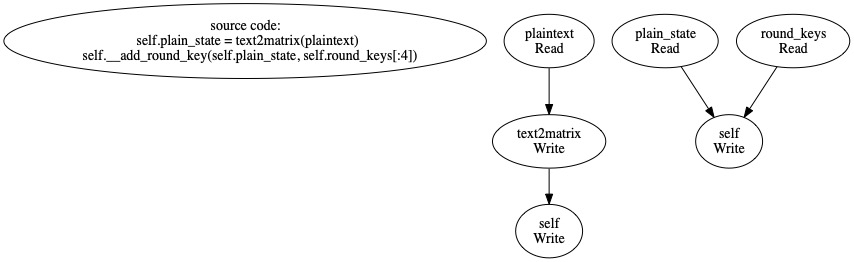 source code:
self.plain_state = text2matrix(plaintext)
self.__add_round_key(self.plain_state, self.round_keys[:4])
plaintext
Read
plain_state
Read
round_keys
Read
text2matrix
Write
self
Write
self
Write